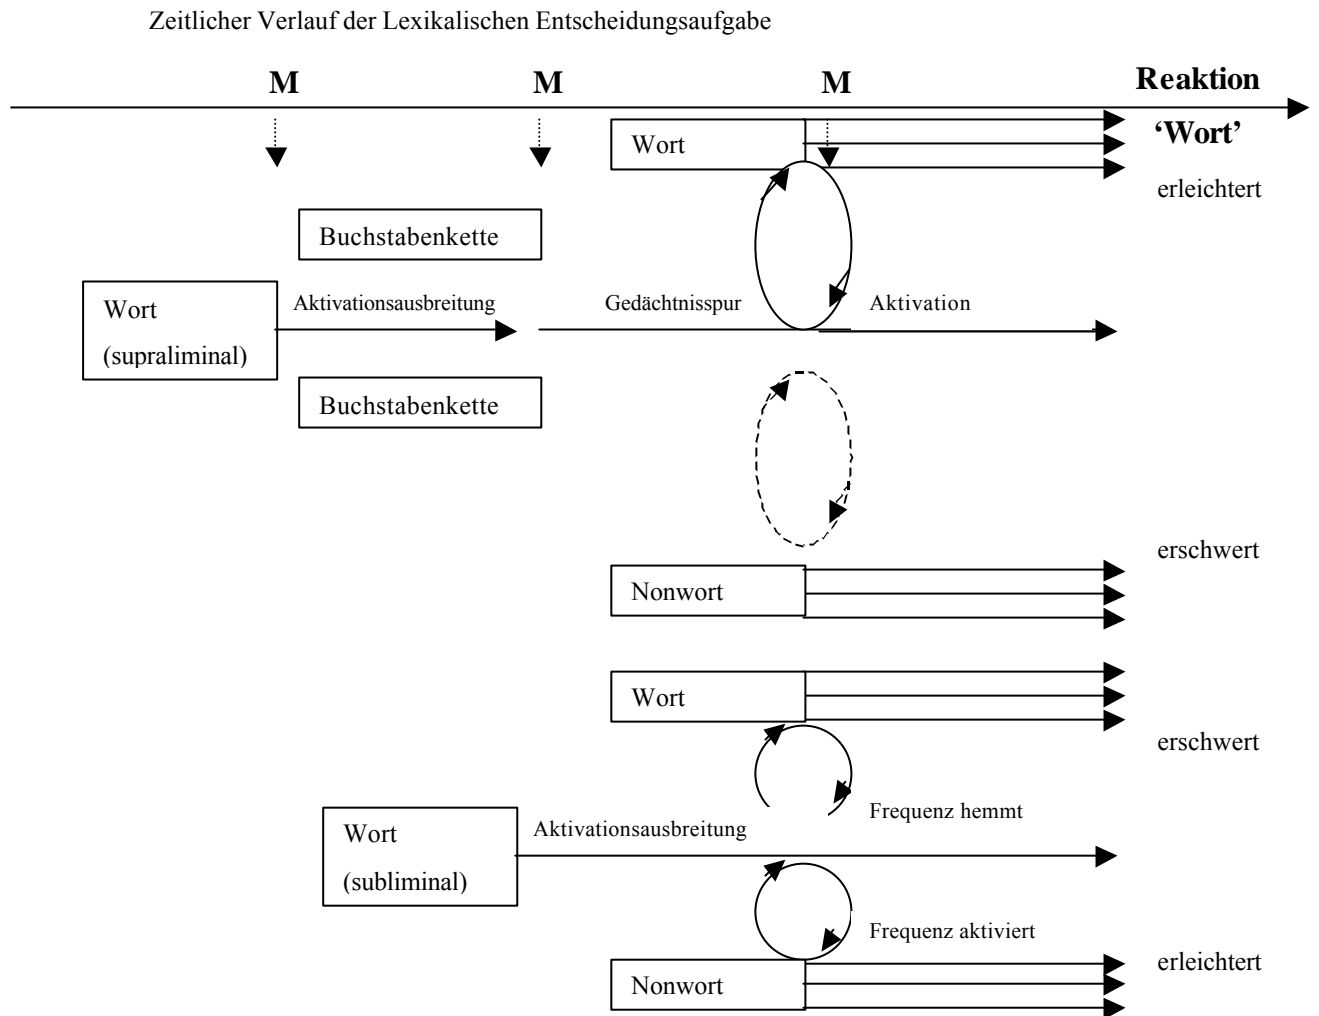 Zeitlicher Verlauf der Lexikalischen Entscheidungsaufgabe
M M M Reaktion
‘Wort’
Wort
erleichtert
Buchstabenkette
Wort
(supraliminal)
Aktivationsausbreitung
Gedächtnisspur
Aktivation
Buchstabenkette
erschwert
Nonwort
Wort
erschwert
Frequenz hemmt
Wort
(subliminal)
Aktivationsausbreitung
Frequenz aktiviert
erleichtert
Nonwort